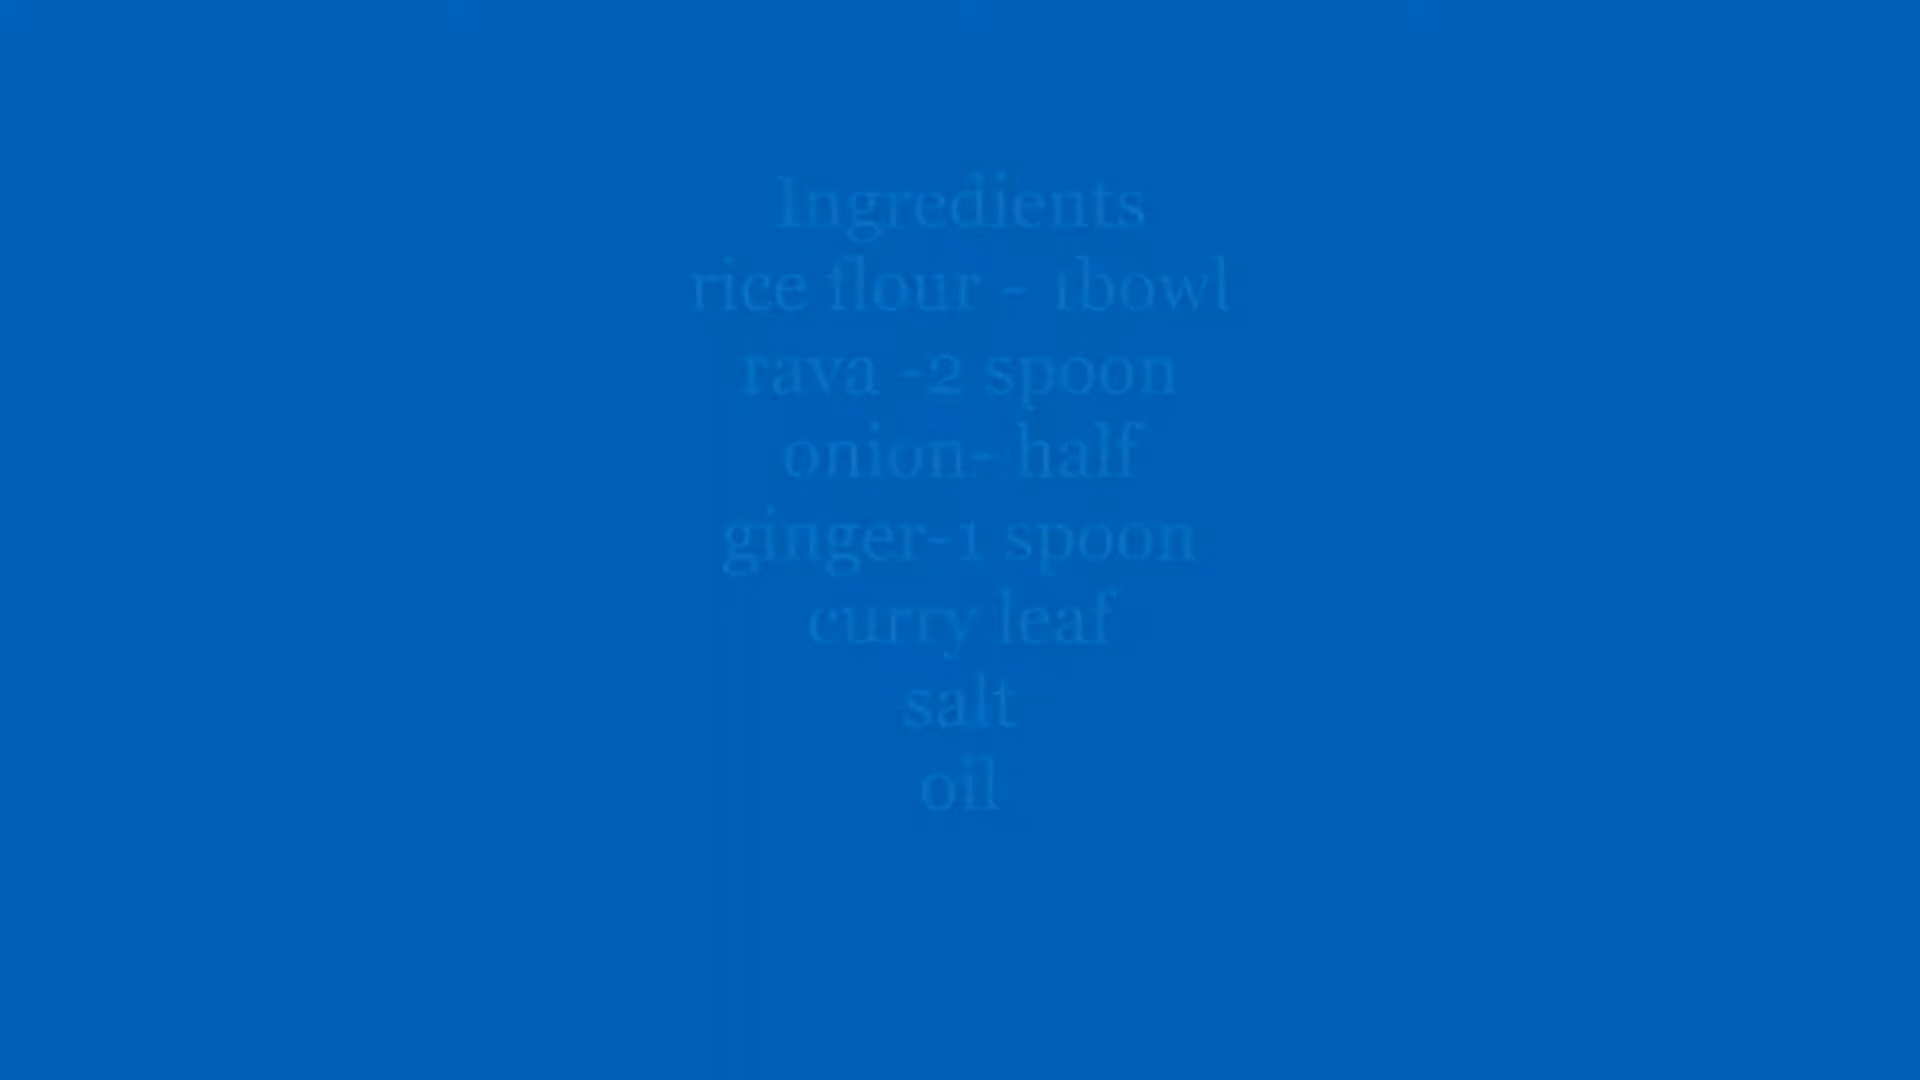 Ingredients
rice flour - 1bowl
rava -2 spoon
onion- half
ginger-1 spoon
curry leaf
salt
oil